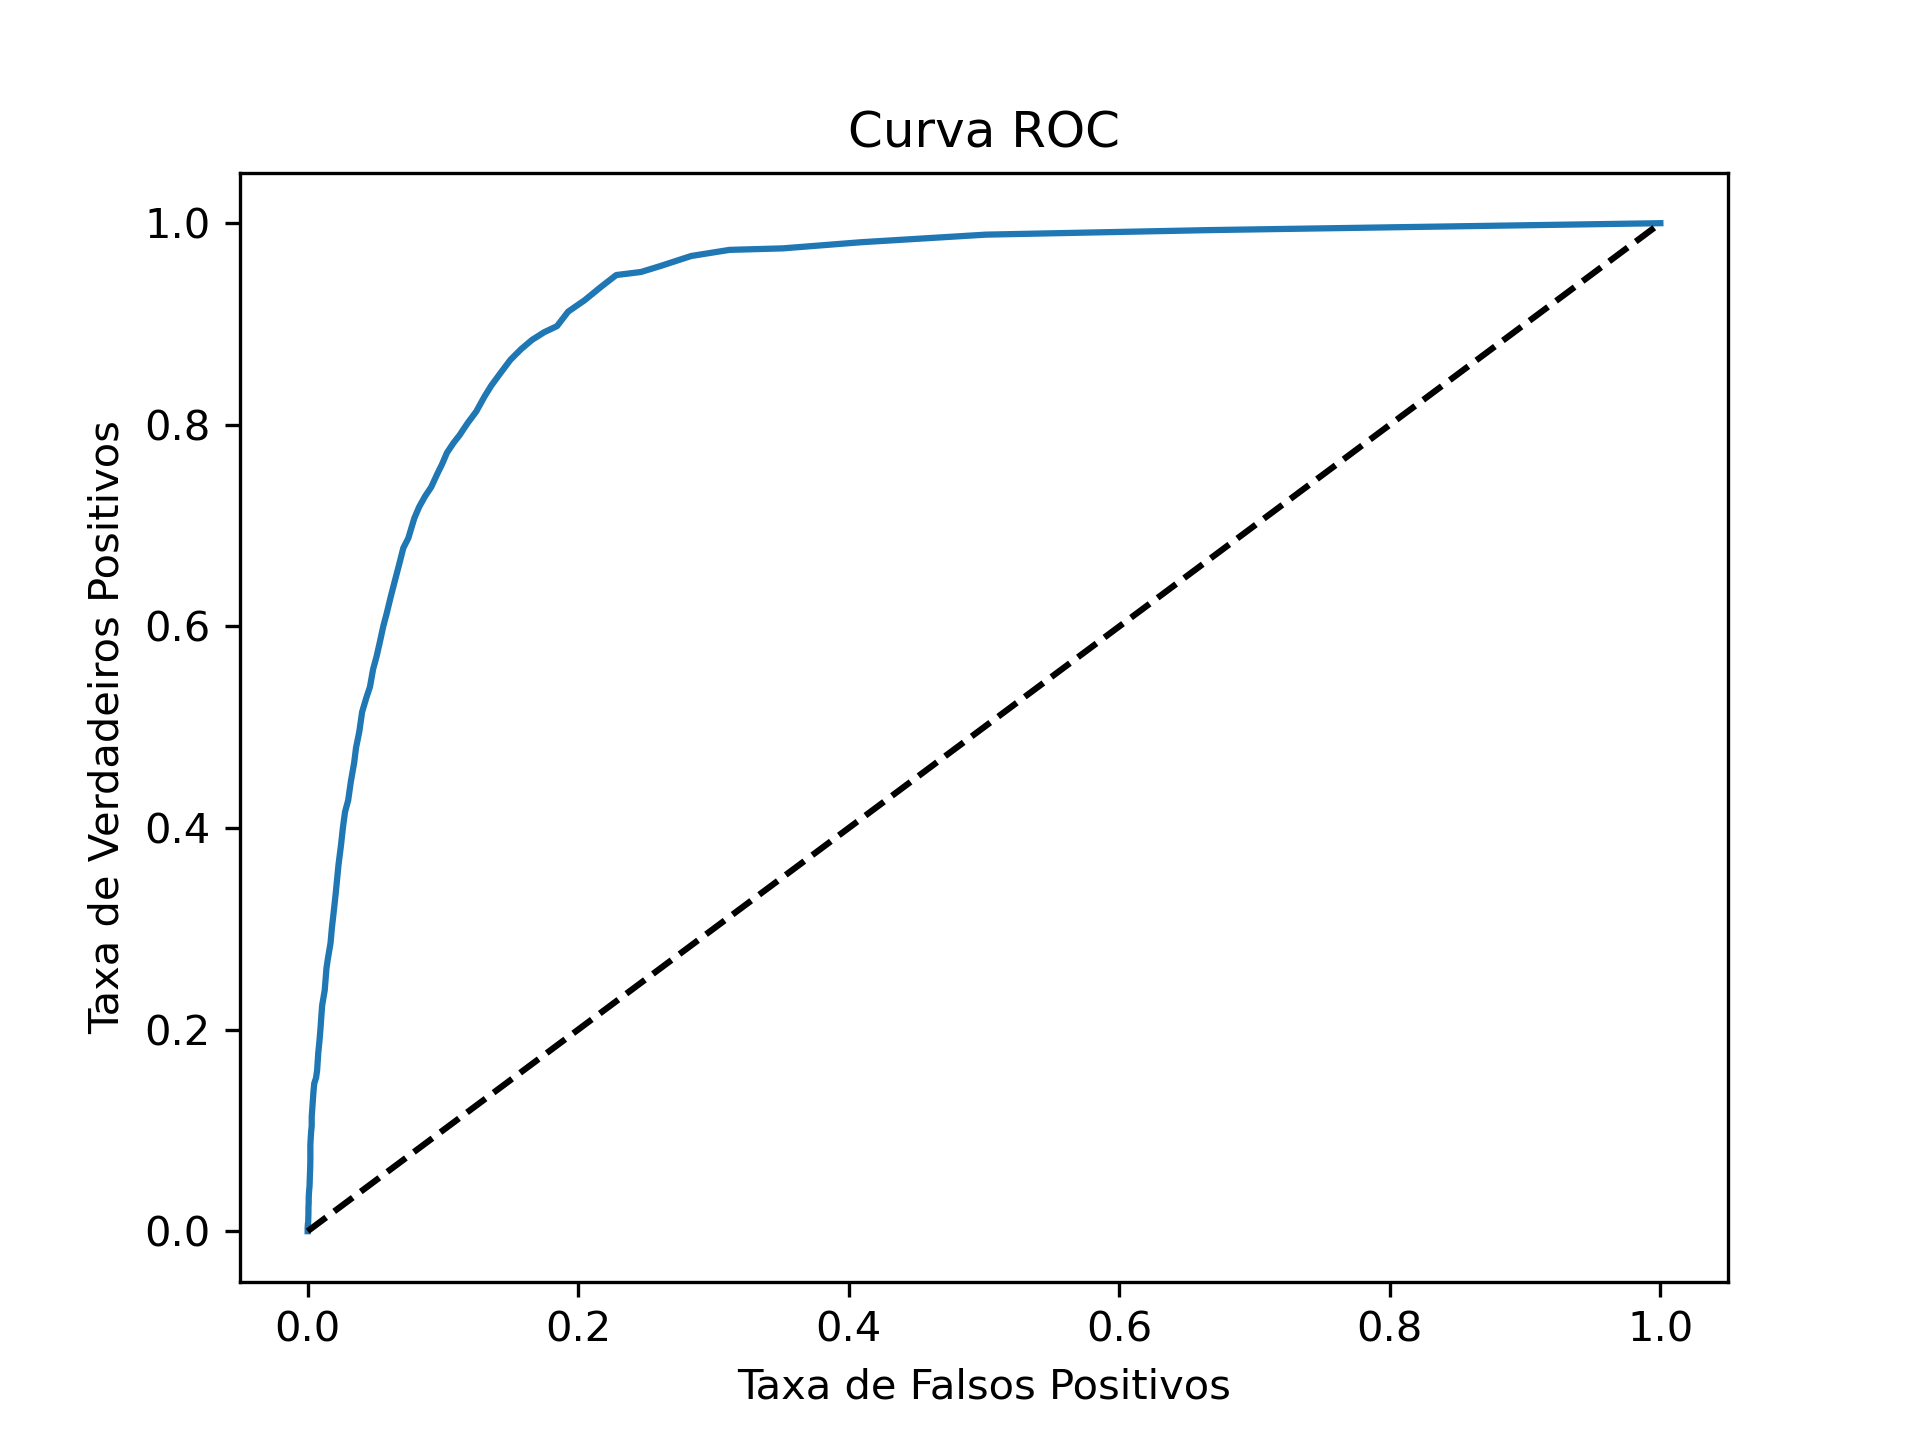 Curva ROC
Taxa de Verdadeiros Positivos
1.0
0.8
0.6
0.4
0.2
0.0
0.0 0.2 0.4 0.6 0.8 1.0
Taxa de Falsos Positivos